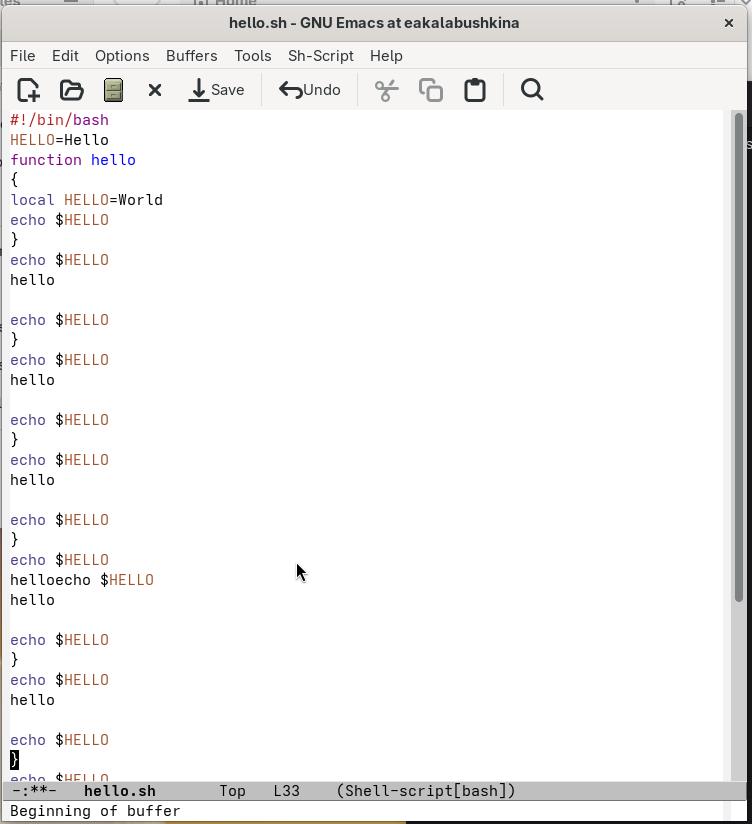 Home
hello.sh - GNU Emacs at eakalabushkina
File Edit Options Buffers Tools Sh-Script Help
Save Undo
#!/bin/bash
HELLO=Hello
function hello
{
local HELLO=World
echo $HELLO
}
echo $HELLO
hello
echo $HELLO
}
echo $HELLO
hello
echo $HELLO
}
echo $HELLO
hello
echo $HELLO
}
echo $HELLO
helloecho $HELLO
hello
echo $HELLO
}
echo $HELLO
hello
echo $HELLO
}
echo $HELLO
-:**- hello.sh Top L33 (Shell-script[bash])
Beginning of buffer